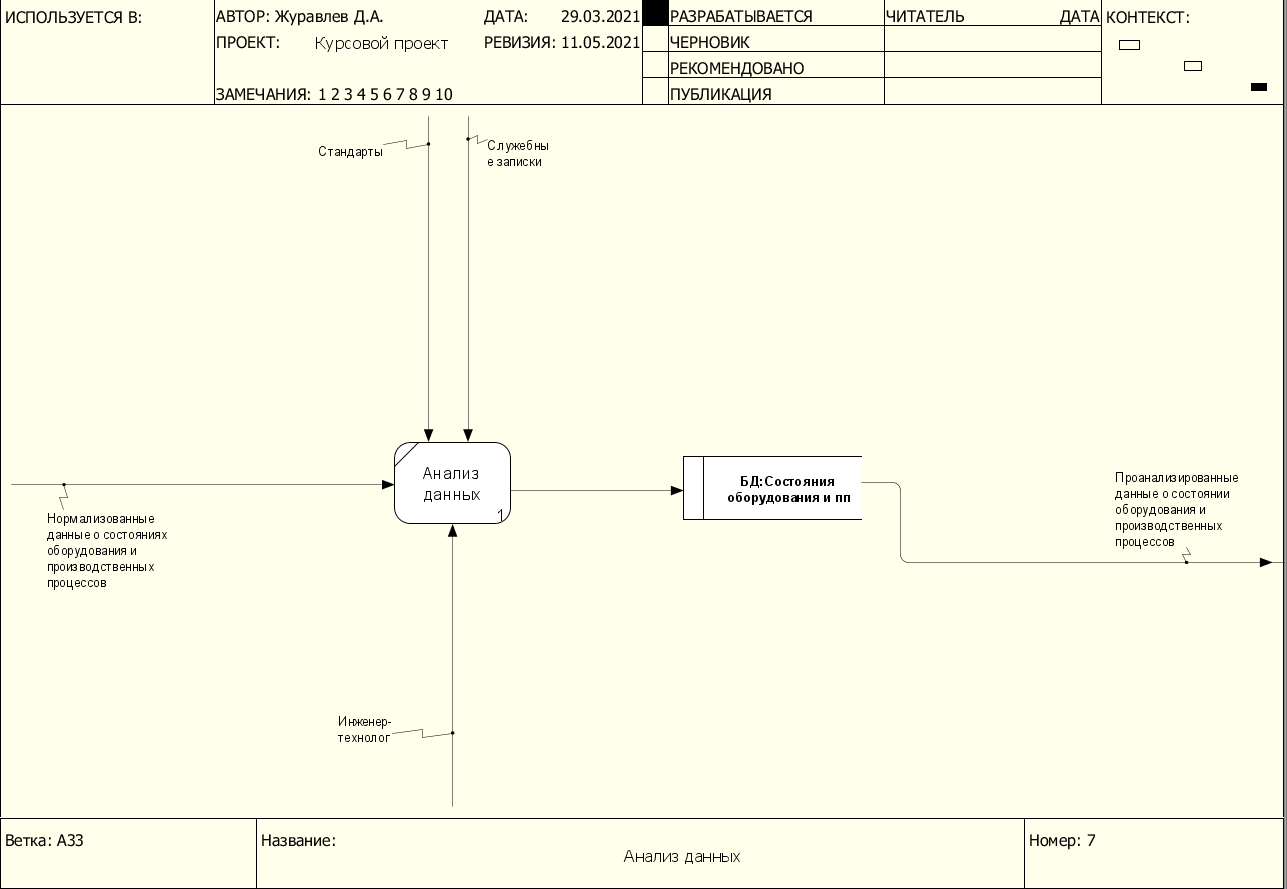 ИСПОЛЬЗУЕТСЯ В:
АВТОР: Журавлев Д.А.
ДАТА: 29.03.2021
РАЗРАБАТЫВАЕТСЯ
ЧИТАТЕЛЬ
ДАТА
КОНТЕКСТ:
ПРОЕКТ: Курсовой проект
РЕВИЗИЯ: 11.05.2021
ЧЕРНОВИК
РЕКОМЕНДОВАНО
ЗАМЕЧАНИЯ: 1 2 3 4 5 6 7 8 9 10
ПУБЛИКАЦИЯ
Стандарты
Служебны
е записки
Анализ
данных
1
БД:Состояния
оборудования и пп
Проанализированные
данные о состоянии
оборудования и
производственных
процессов
Нормализованные
данные о состояниях
оборудования и
производственных
процессов
Инженер-
технолог
Ветка: A33
Название:
Анализ данных
Номер: 7